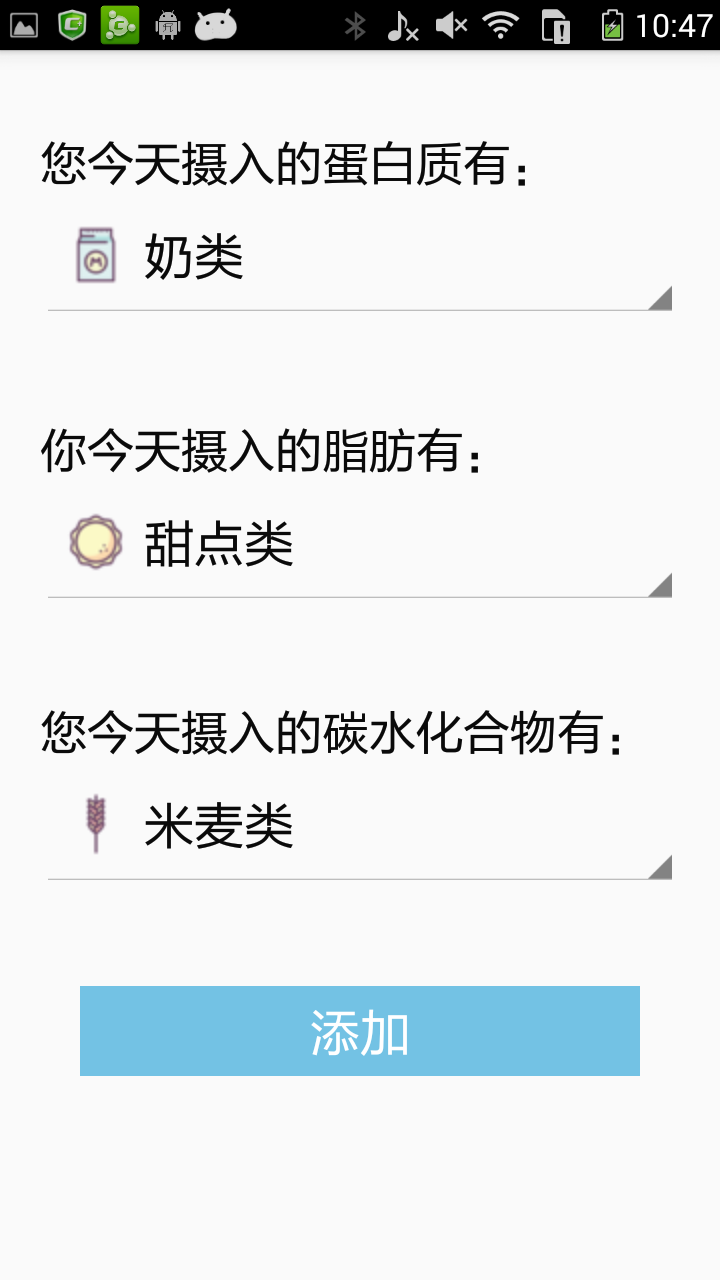 10:47
您今天摄入的蛋白质有：
奶类
你今天摄入的脂肪有：
甜点类
您今天摄入的碳水化合物有：
米麦类
添加